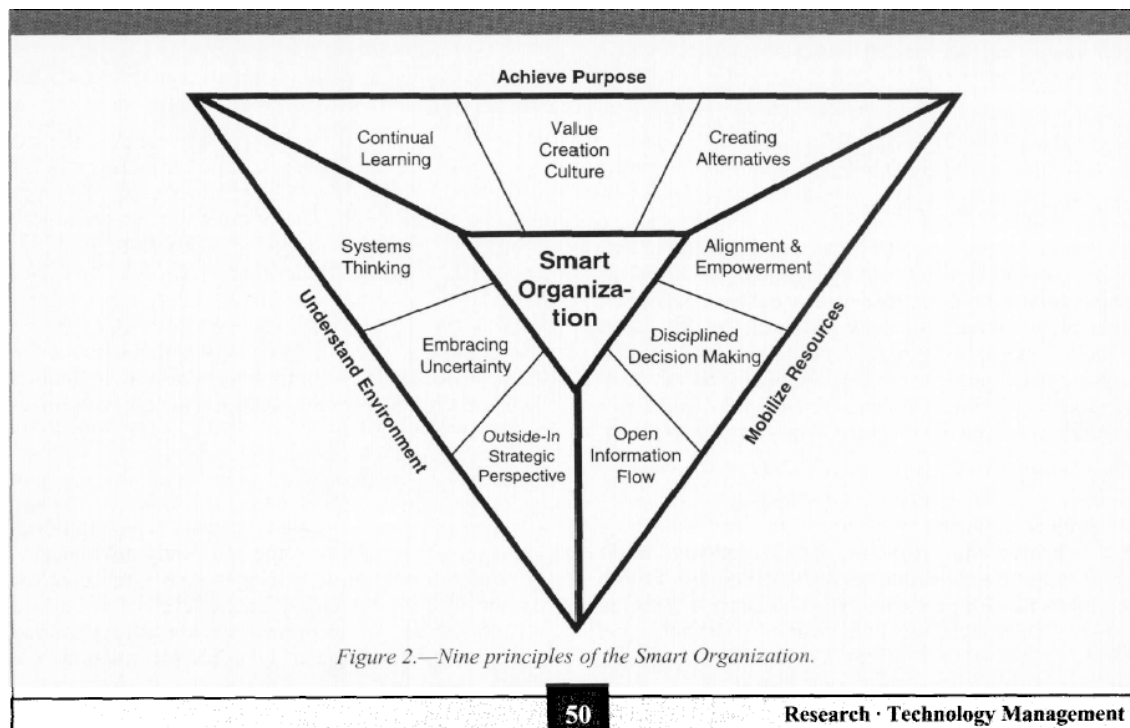 Achieve Purpose
Continual
Learning
Value
Creation
Culture
Creating
Alternatives
Systems
Thinking
Smart
Organiza-
tion
Alignment &
Empowerment
Understand Environment
Embracing
Uncertainty
Disciplined
Decision Making
Mobilize Resources
Outside-In
Strategic
Perspective
Open
Information
Flow
Figure 2.—Nine principles of the Smart Organization.
50
Research · Technology Management